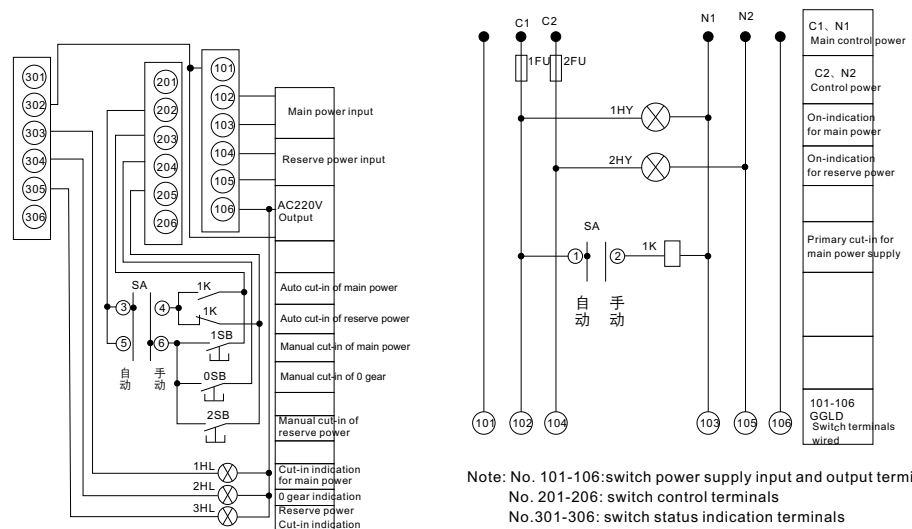 301
302
303
304
305
306
201
202
203
204
205
206
101
102
103
104
105
106
Main power input
Reserve power input
AC220V
Output
Auto cut-in of main power
Auto cut-in of reserve power
Manual cut-in of main power
Manual cut-in of 0 gear
Manual cut-in of
reserve power
Cut-in indication
for main power
0 gear indication
Reserve power
Cut-in indication
SA
3
4
5
6
自动
手动
1K
1K
1SB
0SB
2SB
1HL
2HL
3HL
C1
C2
N1
N2
1FU
2FU
1HY
2HY
SA
1
2
1K
自动
手动
101
102
104
103
105
106
C1、N1
Main control power
C2、N2
Control power
On-indication
for main power
On-indication
for reserve power
Primary cut-in for
main power supply
101-106
GGLD
Switch terminals
wired
Note: No. 101-106:switch power supply input and output termi
No. 201-206: switch control terminals
No.301-306: switch status indication terminals